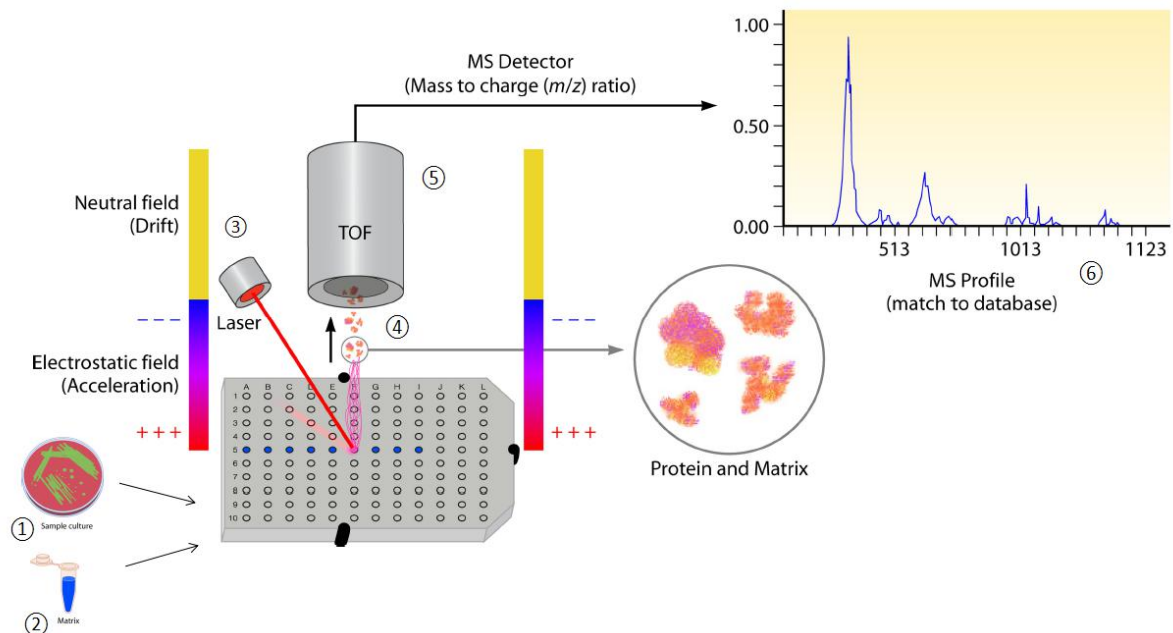 1.00
0.50
0.00
513
1013
1123
MS Profile
(match to database)
⑥
MS Detector
(Mass to charge (m/z) ratio)
Neutral field
(Drift)
③
Laser
TOF
⑤
④
Electrostatic field
(Acceleration)
– – –
– – –
+++
+++
A B C D E F G H I J K L
1
2
3
4
5
6
7
8
9
10
Protein and Matrix
①
Sample culture
②
Matrix